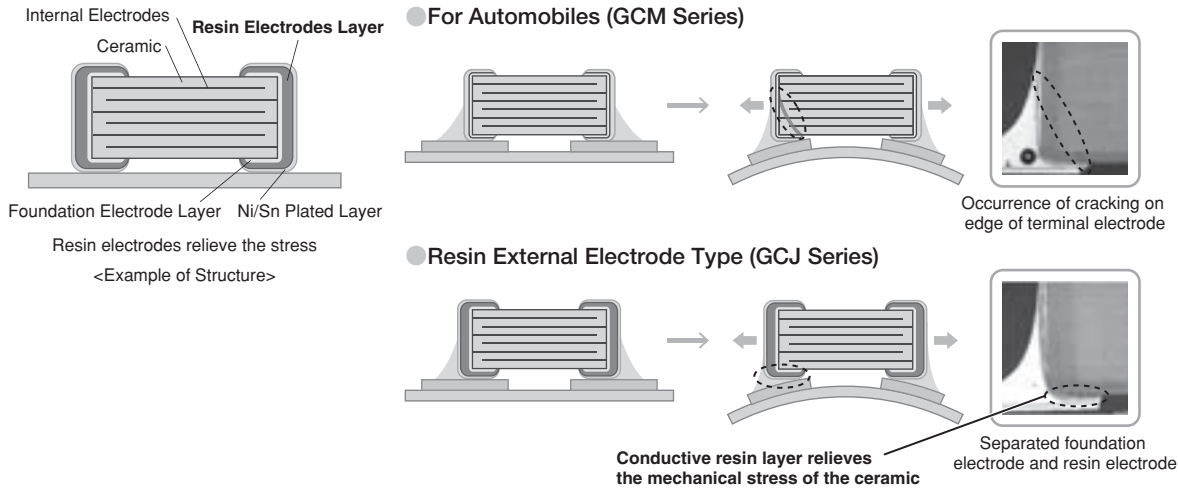 Internal Electrodes
Resin Electrodes Layer
Ceramic
Foundation Electrode Layer
Ni/Sn Plated Layer
Resin electrodes relieve the stress
<Example of Structure>
For Automobiles (GCM Series)
Occurrence of cracking on
edge of terminal electrode
Resin External Electrode Type (GCJ Series)
Conductive resin layer relieves
the mechanical stress of the ceramic
Separated foundation
electrode and resin electrode